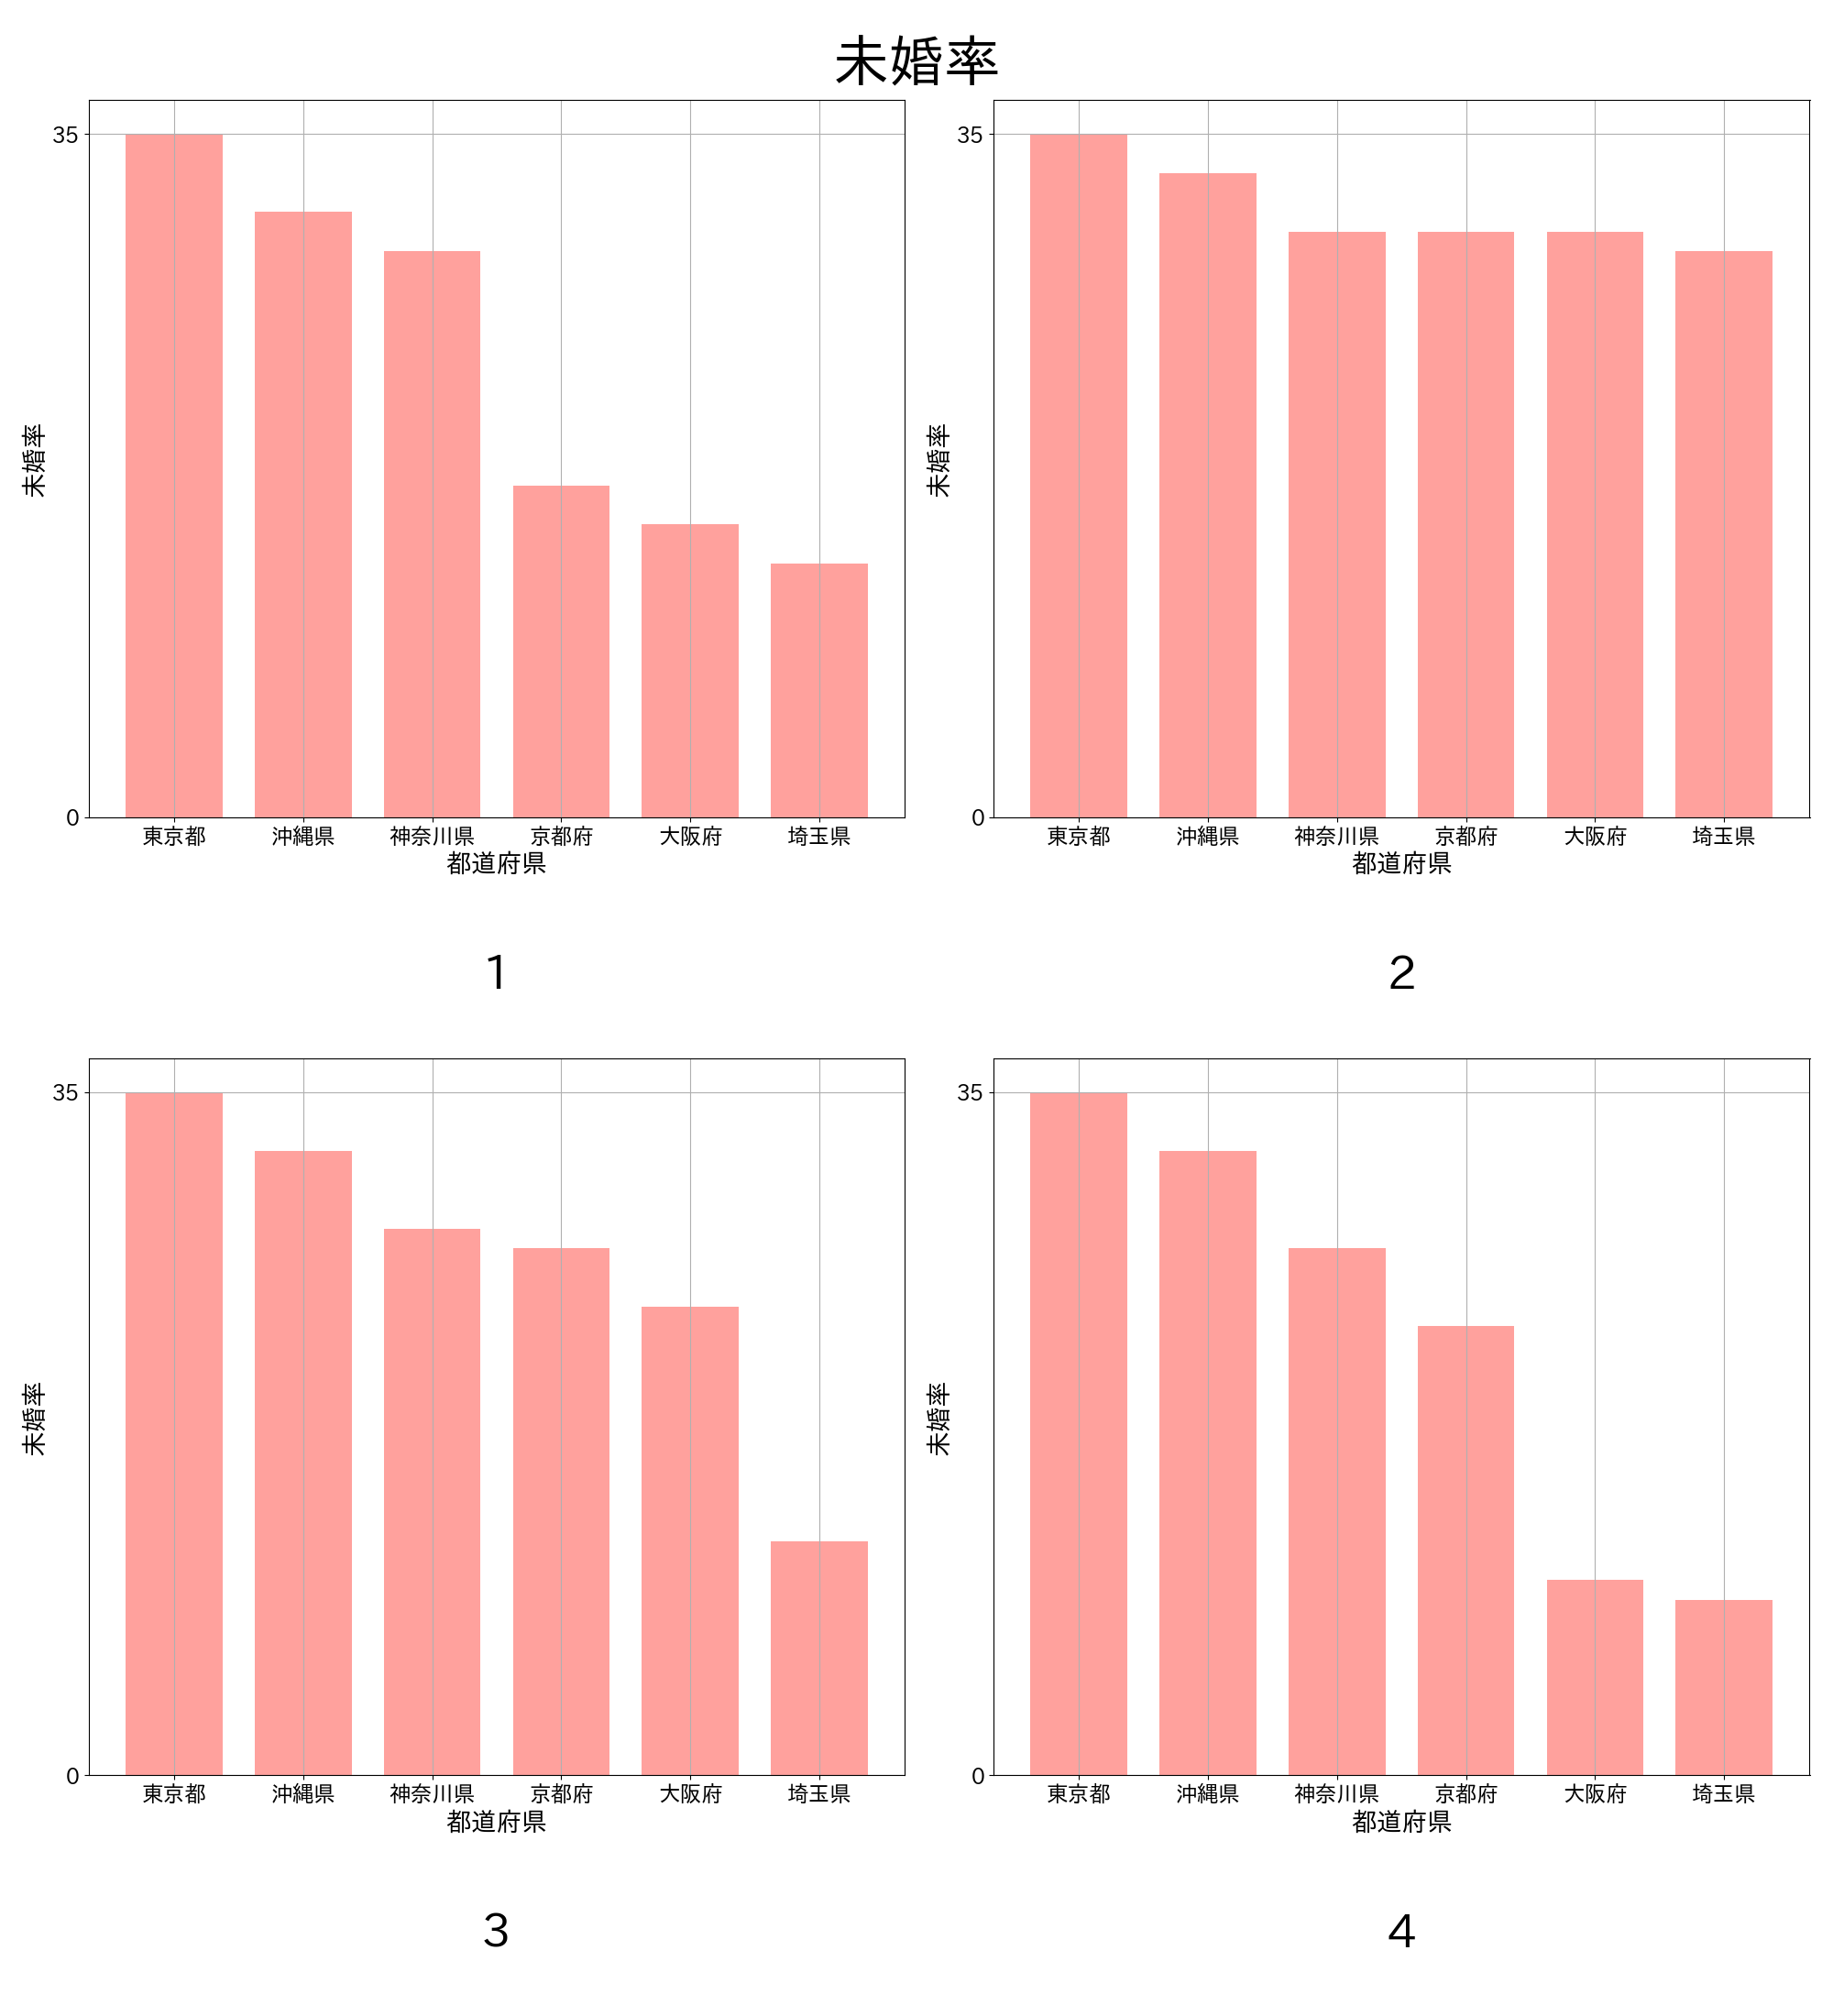 未婚率
35
0
未婚率
東京都 沖縄県 神奈川県 京都府 大阪府 埼玉県
都道府県
1
35
0
未婚率
東京都 沖縄県 神奈川県 京都府 大阪府 埼玉県
都道府県
2
35
0
未婚率
東京都 沖縄県 神奈川県 京都府 大阪府 埼玉県
都道府県
3
35
0
未婚率
東京都 沖縄県 神奈川県 京都府 大阪府 埼玉県
都道府県
4